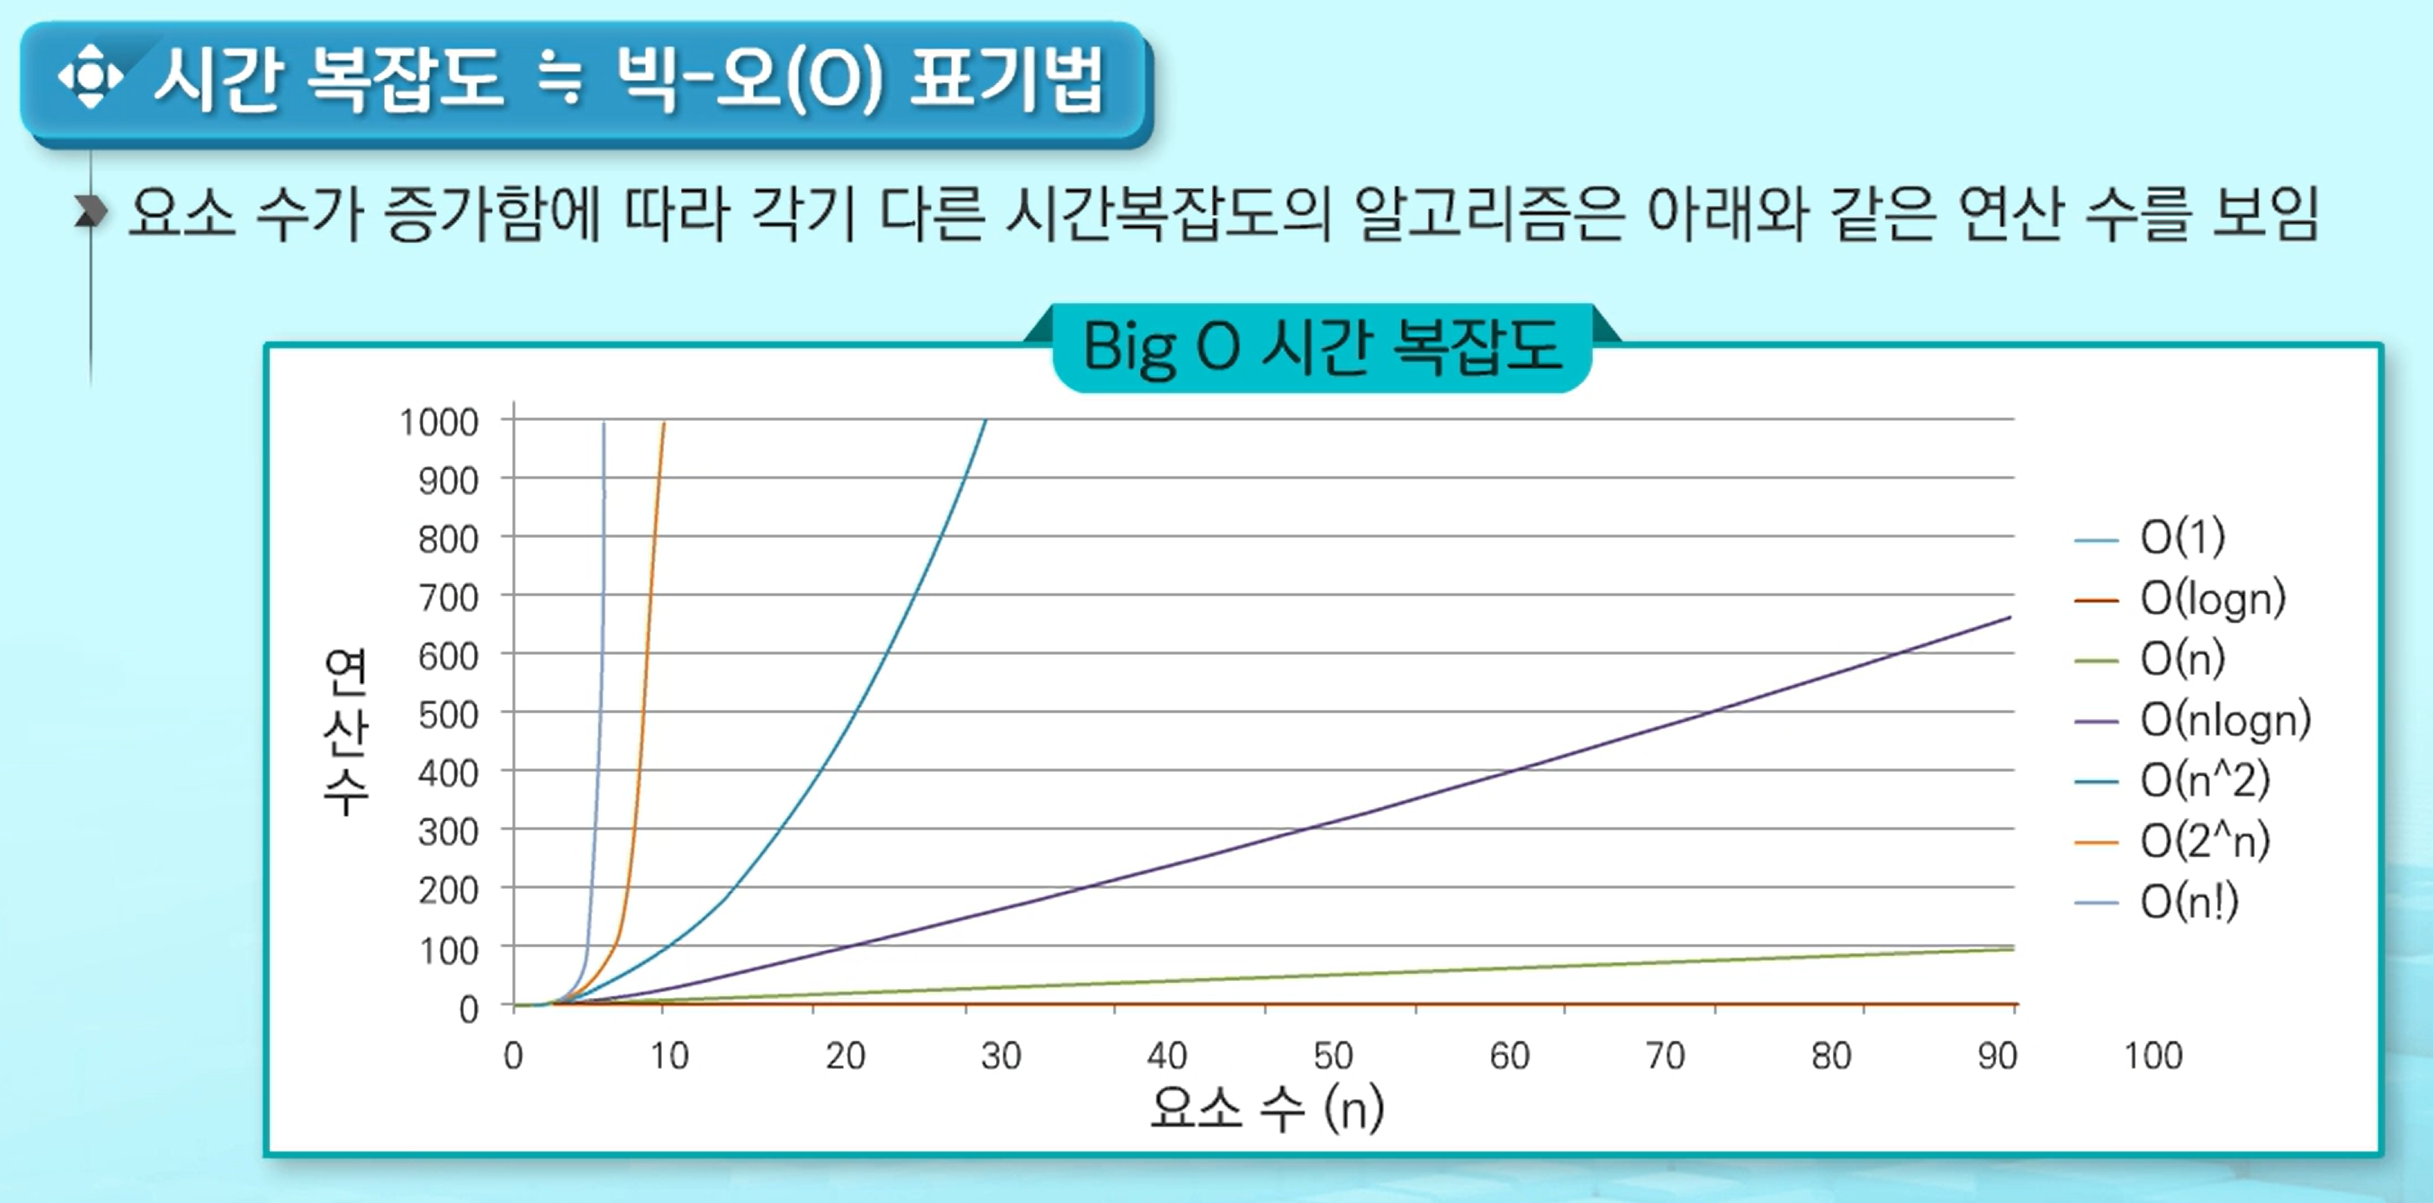 시간 복잡도 ≒ 빅-오(O) 표기법
요소 수가 증가함에 따라 각기 다른 시간복잡도의 알고리즘은 아래와 같은 연산 수를 보임
Big O 시간 복잡도
1000
900
800
700
600
500
400
300
200
100
0
연산수
0 10 20 30 40 50 60 70 80 90 100
요소 수 (n)
O(1)
O(logn)
O(n)
O(nlogn)
O(n^2)
O(2^n)
O(n!)